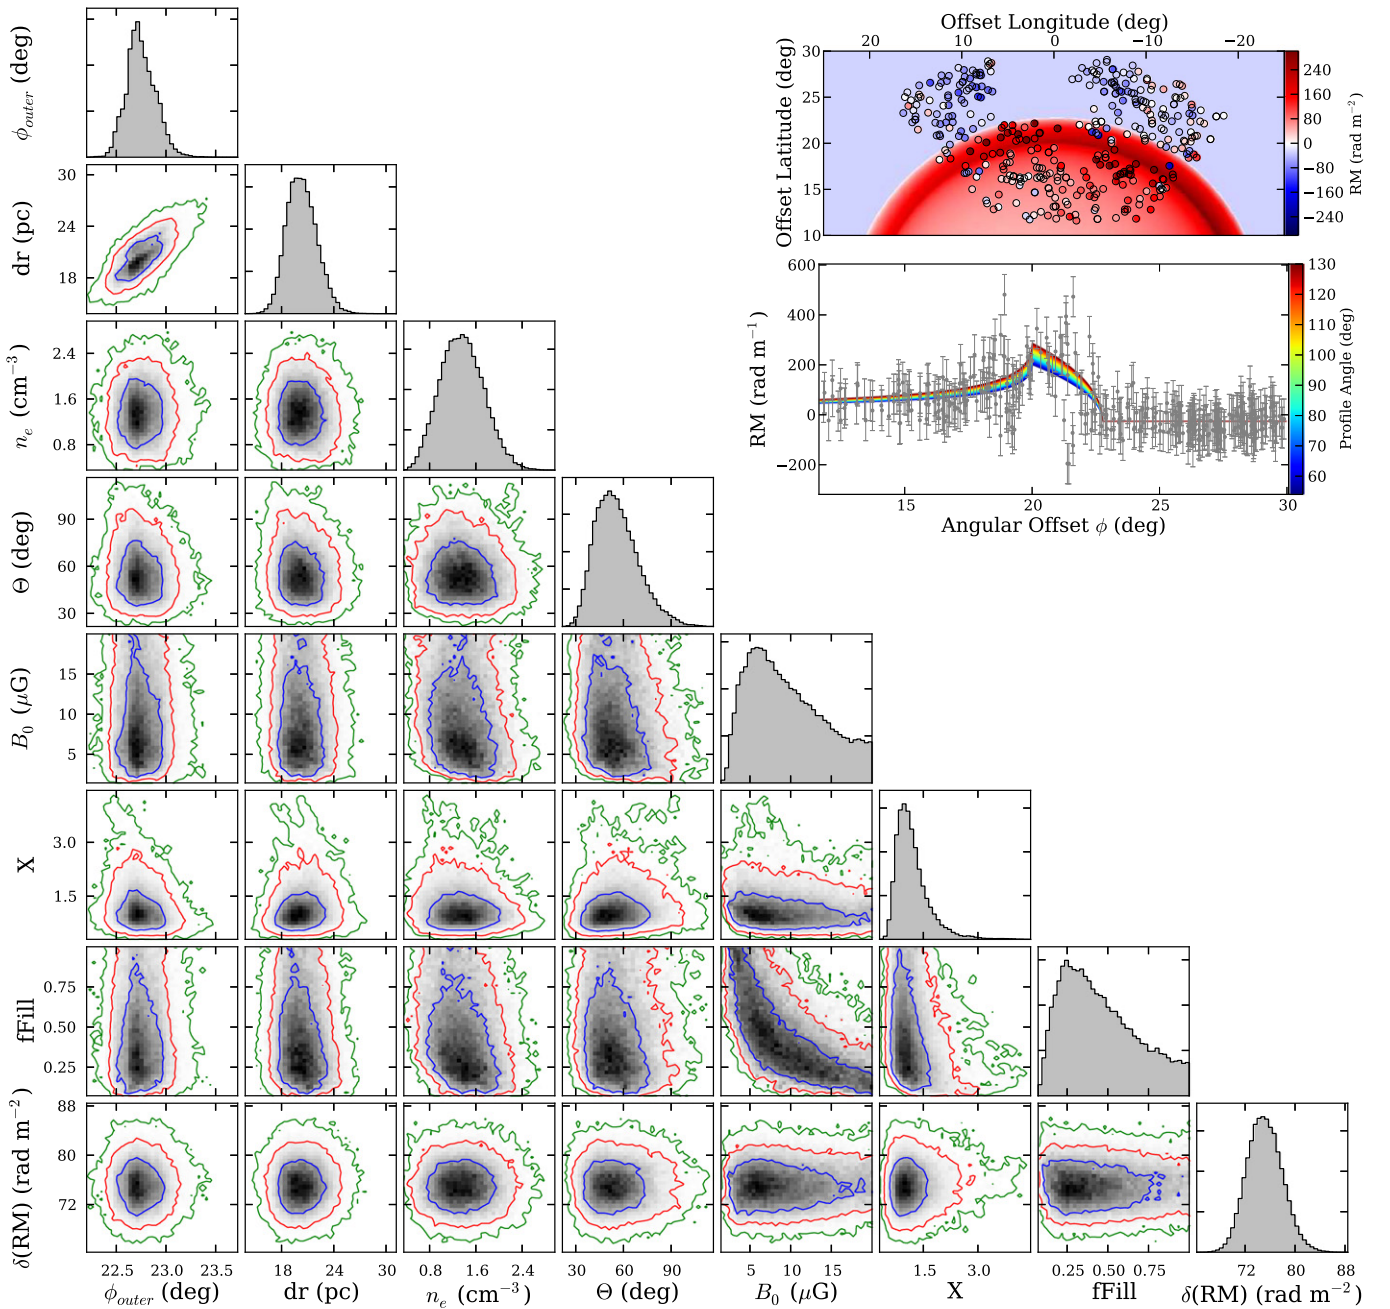 Offset Longitude (deg)
20 10 0 −10 −20
Offset Latitude (deg)
30
25
20
15
10
240
160
80
0
−80
−160
−240
RM (rad m⁻²)
600
400
200
0
−200
RM (rad m⁻¹)
15 20 25 30
Angular Offset ϕ (deg)
130
120
110
100
90
80
70
60
Profile Angle (deg)
ϕ_outer (deg)
dr (pc)
30
24
18
n_e (cm⁻³)
2.4
1.6
0.8
Θ (deg)
90
60
30
B₀ (μG)
15
10
5
X
3.0
1.5
fFill
0.75
0.50
0.25
δ(RM) (rad m⁻²)
88
80
72
22.5 23.0 23.5 18 24 30 0.8 1.6 2.4 30 60 90 5 10 15 1.5 3.0 0.25 0.50 0.75 72 80 88
ϕ_outer (deg) dr (pc) n_e (cm⁻³) Θ (deg) B₀ (μG) X fFill δ(RM) (rad m⁻²)